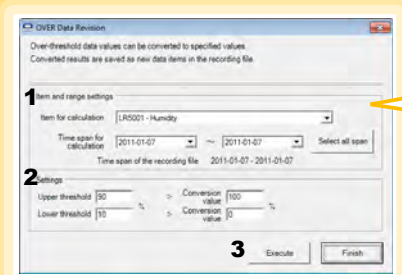 OVER Data Revision
Over-threshold data values can be converted to specified values.
Converted results are saved as new data items in the recording file.
1
Item and range settings
Item for calculation LR5001 - Humidity
Time span for calculation 2011-01-07 ~ 2011-01-07 Select all span
Time span of the recording file 2011-01-07 - 2011-01-07
2
Settings
Upper threshold 90 % > Conversion value 100 %
Lower threshold 10 > Conversion value 0
3 Execute Finish